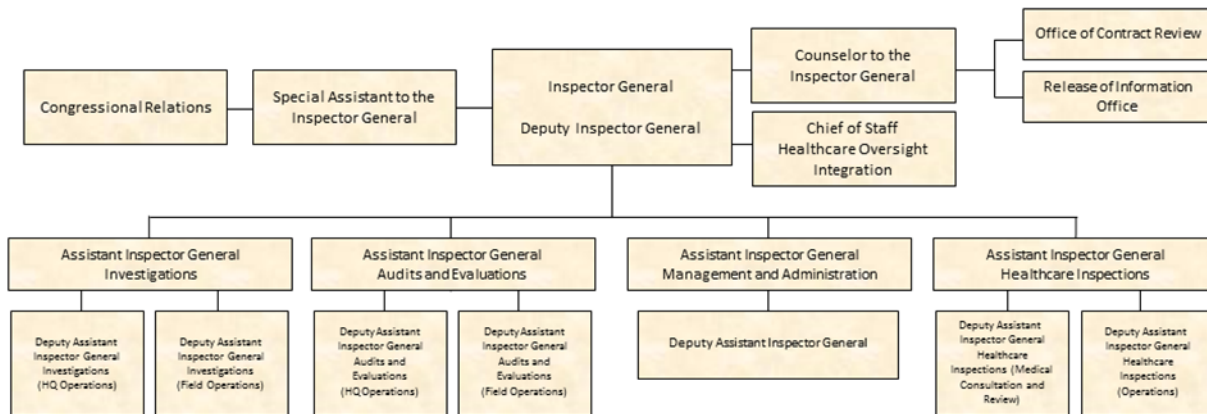 Office of Contract Review
Counselor to the
Inspector General
Release of Information
Office
Congressional Relations
Special Assistant to the
Inspector General
Inspector General
Deputy Inspector General
Chief of Staff
Healthcare Oversight
Integration
Assistant Inspector General
Investigations
Assistant Inspector General
Audits and Evaluations
Assistant Inspector General
Management and Administration
Assistant Inspector General
Healthcare Inspections
Deputy Assistant
Inspector General
Investigations
(HQ Operations)
Deputy Assistant
Inspector General
Investigations
(Field Operations)
Deputy Assistant
Inspector General
Audits and
Evaluations
(HQ Operations)
Deputy Assistant
Inspector General
Audits and
Evaluations
(Field Operations)
Deputy Assistant Inspector General
Deputy Assistant
Inspector General
Healthcare
Inspections (Medical
Consultation and
Review)
Deputy Assistant
Inspector General
Healthcare
Inspections
(Operations)